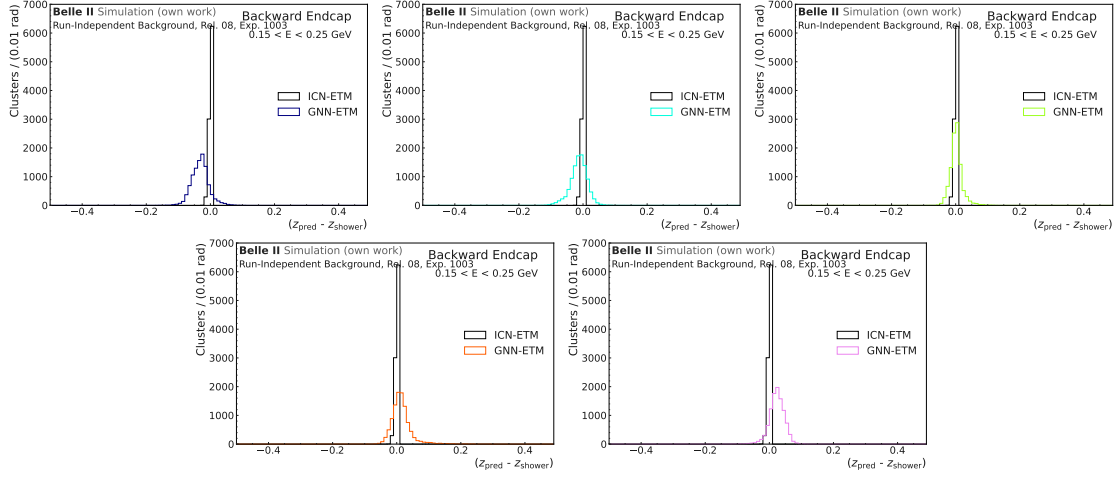 Belle II Simulation (own work)
Backward Endcap
Run-Independent Background, Rel. 08, Exp. 1003
0.15 < E < 0.25 GeV
ICN-ETM
GNN-ETM
Clusters / (0.01 rad)
7000
6000
5000
4000
3000
2000
1000
0
−0.4 −0.2 0.0 0.2 0.4
(z_pred - z_shower)
Belle II Simulation (own work)
Backward Endcap
Run-Independent Background, Rel. 08, Exp. 1003
0.15 < E < 0.25 GeV
ICN-ETM
GNN-ETM
Clusters / (0.01 rad)
7000
6000
5000
4000
3000
2000
1000
0
−0.4 −0.2 0.0 0.2 0.4
(z_pred - z_shower)
Belle II Simulation (own work)
Backward Endcap
Run-Independent Background, Rel. 08, Exp. 1003
0.15 < E < 0.25 GeV
ICN-ETM
GNN-ETM
Clusters / (0.01 rad)
7000
6000
5000
4000
3000
2000
1000
0
−0.4 −0.2 0.0 0.2 0.4
(z_pred - z_shower)
Belle II Simulation (own work)
Backward Endcap
Run-Independent Background, Rel. 08, Exp. 1003
0.15 < E < 0.25 GeV
ICN-ETM
GNN-ETM
Clusters / (0.01 rad)
7000
6000
5000
4000
3000
2000
1000
0
−0.4 −0.2 0.0 0.2 0.4
(z_pred - z_shower)
Belle II Simulation (own work)
Backward Endcap
Run-Independent Background, Rel. 08, Exp. 1003
0.15 < E < 0.25 GeV
ICN-ETM
GNN-ETM
Clusters / (0.01 rad)
7000
6000
5000
4000
3000
2000
1000
0
−0.4 −0.2 0.0 0.2 0.4
(z_pred - z_shower)